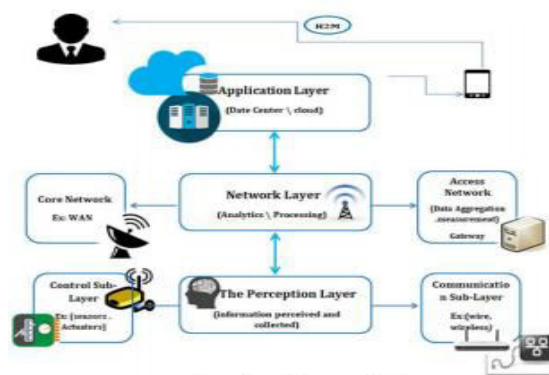 H2M
Application Layer
(Date Center \ cloud)
Core Network
Ex: WAN
Network Layer
(Analytics \ Processing)
Access
Network
(Data Aggregation
,measurement)
Gateway
Control Sub-
Layer
Ex: (sensors ,
Actuators)
The Perception Layer
(information perceived and
collected)
Communicatio
n Sub-Layer
Ex:(wire,
wireless)